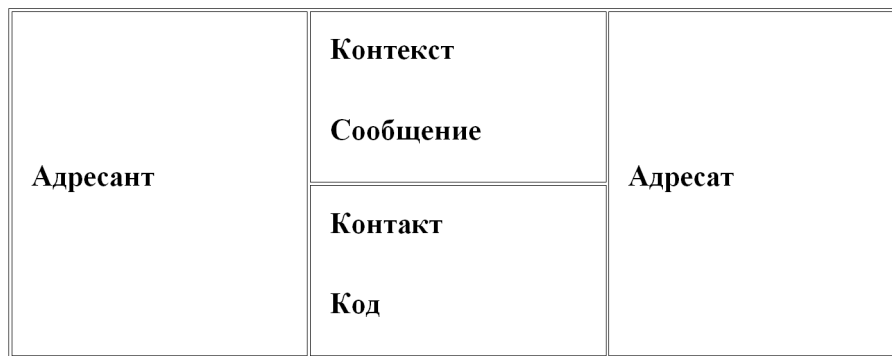 Адресант
Контекст
Сообщение
Контакт
Код
Адресат